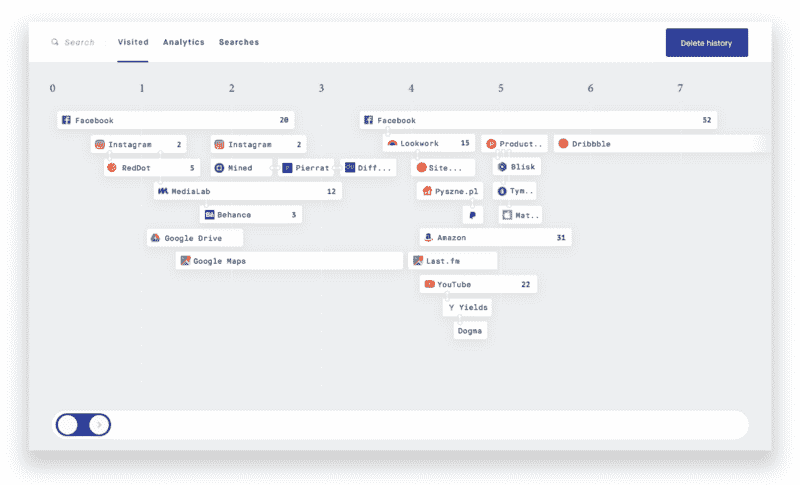 Search Visited Analytics Searches Delete history
0 1 2 3 4 5 6 7
Facebook 20 Facebook 52
Instagram 2 Instagram 2 Lookwork 15 Product.. Dribbble
RedDot 5 Mined Pierrat Diff... Site... Blisk
MediaLab 12 Pyszne.pl Tym..
Behance 3 Mat..
Google Drive Amazon 31
Google Maps Last.fm
YouTube 22
Yields
Dogma